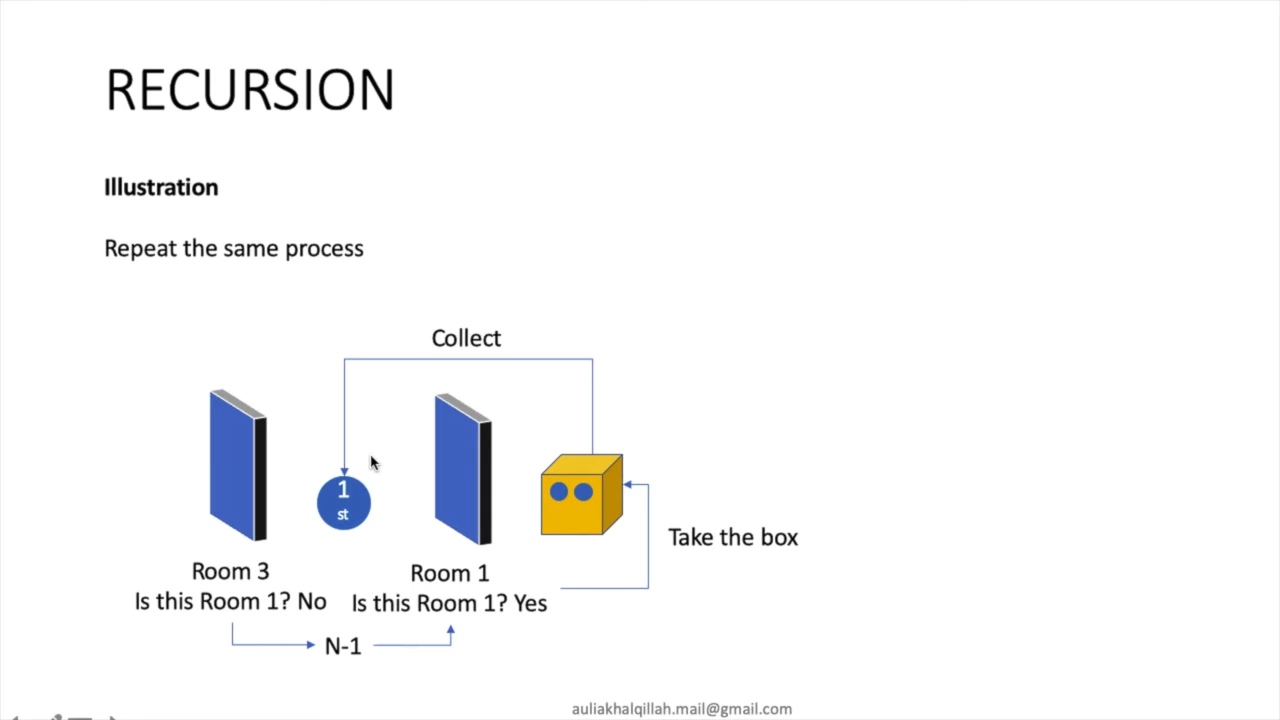 RECURSION
Illustration
Repeat the same process
Collect
1
st
Take the box
Room 3
Is this Room 1? No
Room 1
Is this Room 1? Yes
N-1
auliakhalqillah.mail@gmail.com